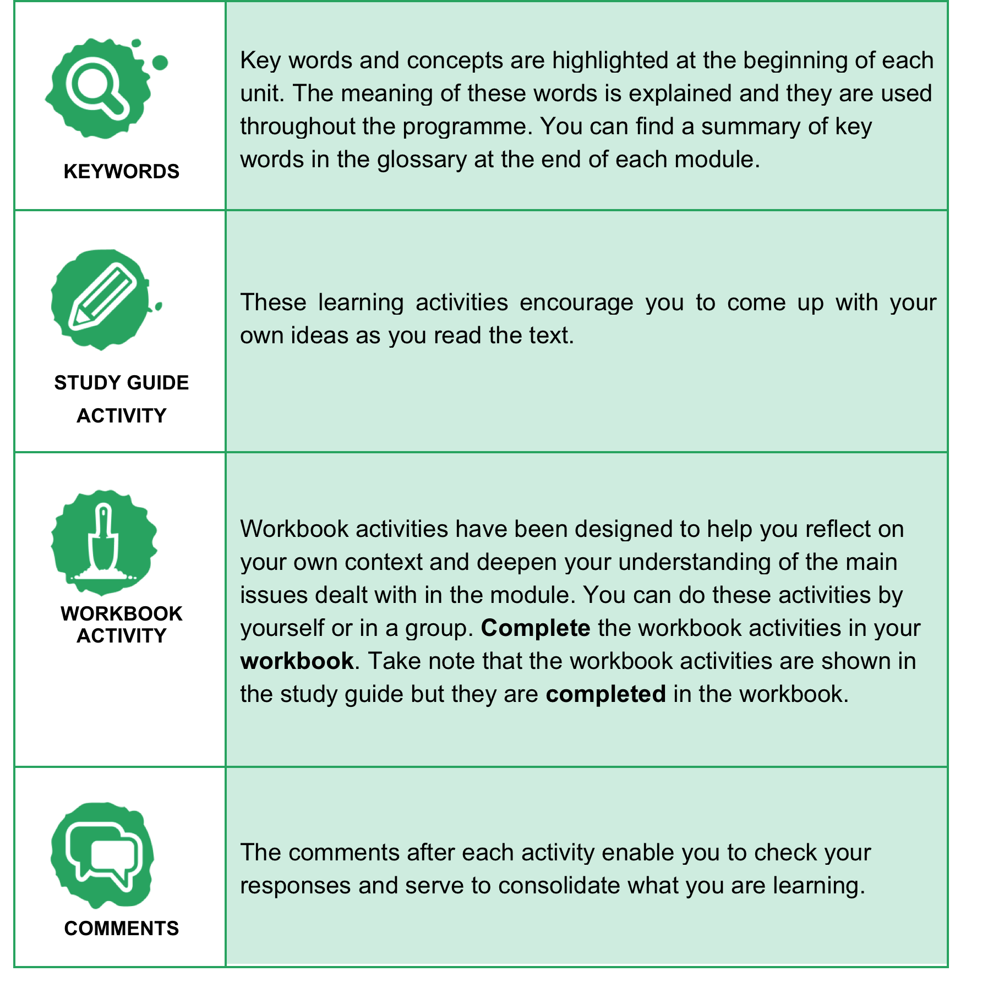 Key words and concepts are highlighted at the beginning of each
unit. The meaning of these words is explained and they are used
throughout the programme. You can find a summary of key
words in the glossary at the end of each module.
KEYWORDS
These learning activities encourage you to come up with your
own ideas as you read the text.
STUDY GUIDE
ACTIVITY
Workbook activities have been designed to help you reflect on
your own context and deepen your understanding of the main
issues dealt with in the module. You can do these activities by
yourself or in a group. Complete the workbook activities in your
workbook. Take note that the workbook activities are shown in
the study guide but they are completed in the workbook.
WORKBOOK
ACTIVITY
The comments after each activity enable you to check your
responses and serve to consolidate what you are learning.
COMMENTS